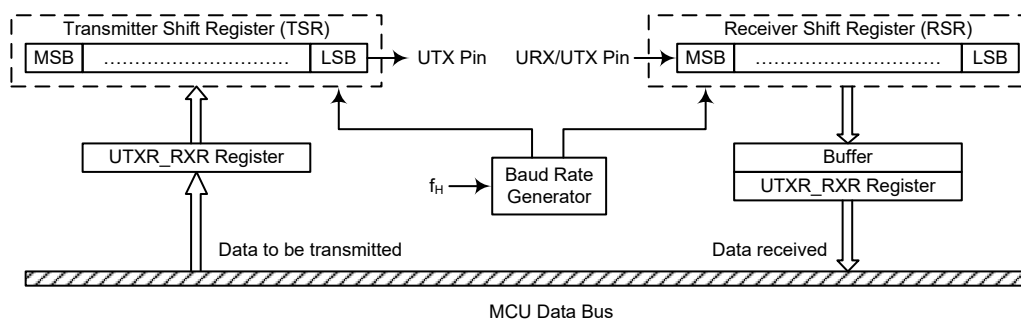 Transmitter Shift Register (TSR)
MSB ………………………… LSB
UTX Pin
URX/UTX Pin
Receiver Shift Register (RSR)
MSB ………………………… LSB
UTXR_RXR Register
fH
Baud Rate
Generator
Buffer
UTXR_RXR Register
Data to be transmitted
Data received
MCU Data Bus